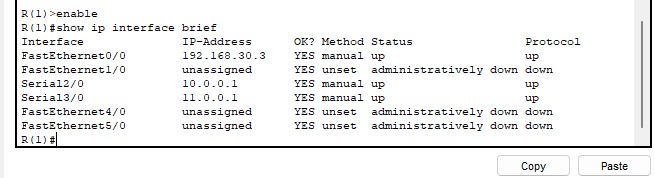 R(1)>enable
R(1)#show ip interface brief
Interface IP-Address OK? Method Status Protocol
FastEthernet0/0 192.168.30.3 YES manual up up
FastEthernet1/0 unassigned YES unset administratively down down
Serial2/0 10.0.0.1 YES manual up up
Serial3/0 11.0.0.1 YES manual up up
FastEthernet4/0 unassigned YES unset administratively down down
FastEthernet5/0 unassigned YES unset administratively down down
R(1)#
Copy Paste